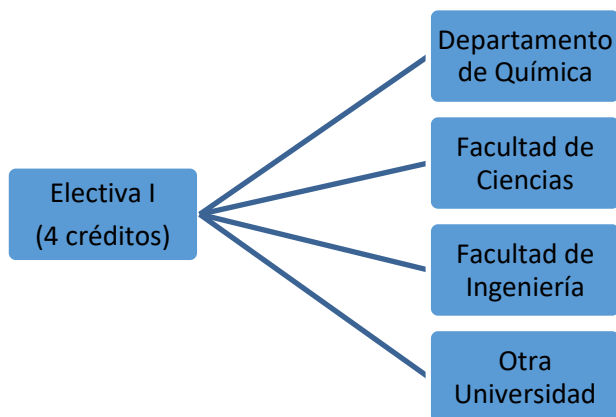 Electiva I
(4 créditos)
Departamento
de Química
Facultad de
Ciencias
Facultad de
Ingeniería
Otra
Universidad